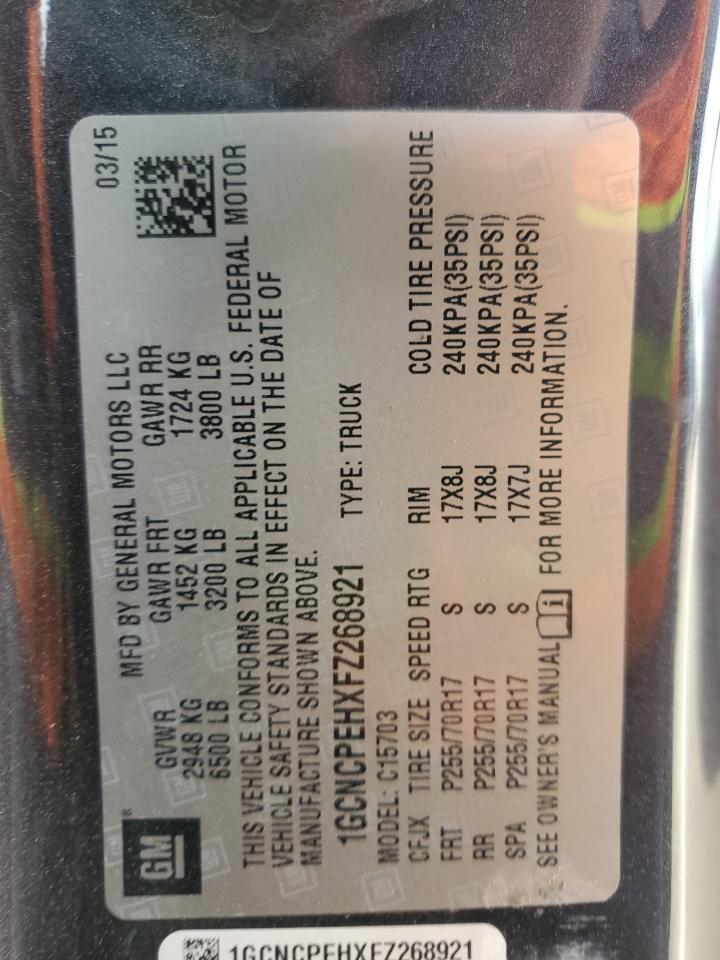 GM
MFD BY GENERAL MOTORS LLC 03/15
GVWR GAWR FRT GAWR RR
2948 KG 1452 KG 1724 KG
6500 LB 3200 LB 3800 LB
THIS VEHICLE CONFORMS TO ALL APPLICABLE U.S. FEDERAL MOTOR
VEHICLE SAFETY STANDARDS IN EFFECT ON THE DATE OF
MANUFACTURE SHOWN ABOVE.
1GCNCPEHXFZ268921 TYPE: TRUCK
MODEL: C15703
CFJX TIRE SIZE SPEED RTG RIM COLD TIRE PRESSURE
FRT P255/70R17 S 17X8J 240KPA(35PSI)
RR P255/70R17 S 17X8J 240KPA(35PSI)
SPA P255/70R17 S 17X7J 240KPA(35PSI)
SEE OWNER'S MANUAL i FOR MORE INFORMATION.
1GCNCPEHXFZ268921